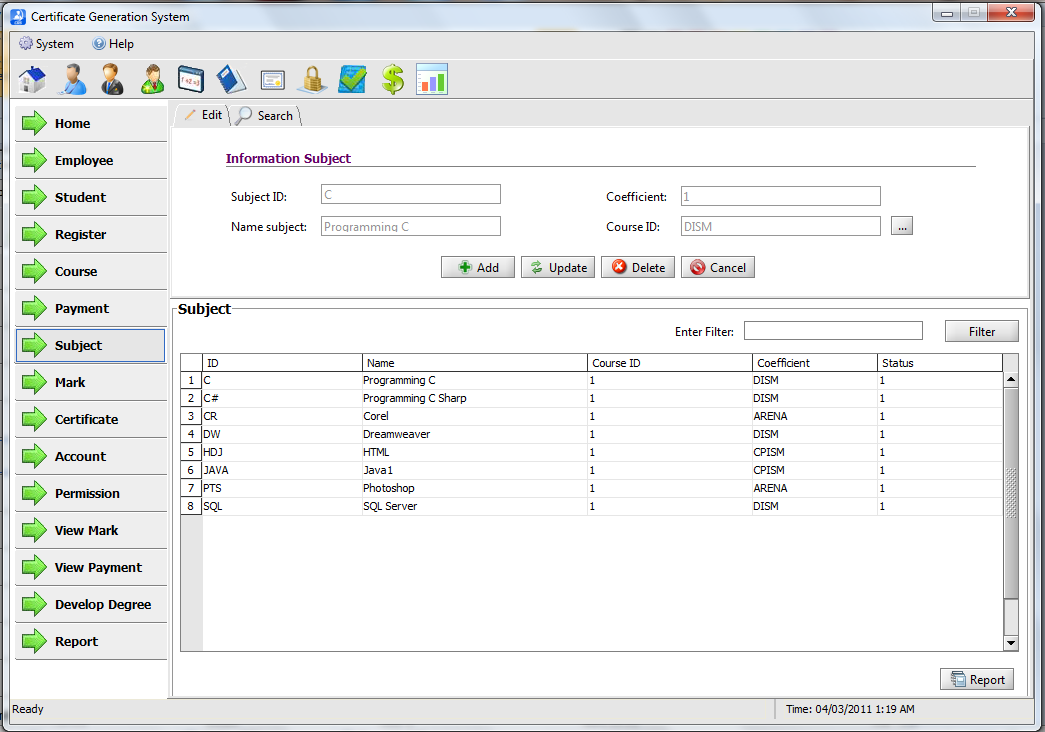 Certificate Generation System
System Help
Edit Search
Home
Employee
Student
Register
Course
Payment
Subject
Mark
Certificate
Account
Permission
View Mark
View Payment
Develop Degree
Report
Information Subject
Subject ID: C Coefficient: 1
Name subject: Programming C Course ID: DISM ...
Add Update Delete Cancel
Subject
Enter Filter: Filter
ID Name Course ID Coefficient Status
1 C Programming C 1 DISM 1
2 C# Programming C Sharp 1 DISM 1
3 CR Corel 1 ARENA 1
4 DW Dreamweaver 1 DISM 1
5 HDJ HTML 1 CPISM 1
6 JAVA Java1 1 CPISM 1
7 PTS Photoshop 1 ARENA 1
8 SQL SQL Server 1 DISM 1
Report
Ready Time: 04/03/2011 1:19 AM